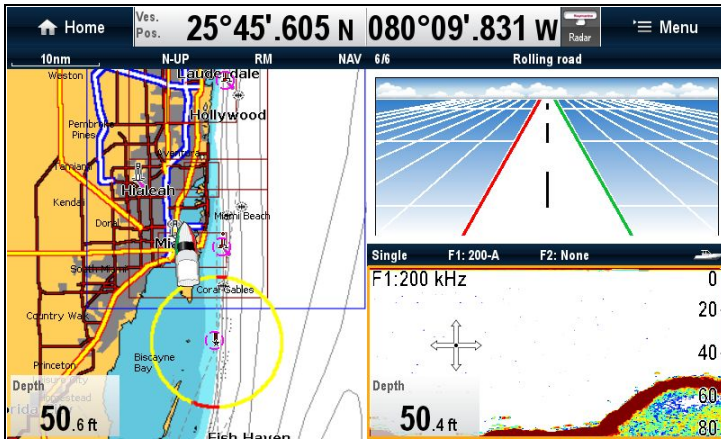 Home
Ves. Pos. 25°45'.605 N 080°09'.831 W
Radar
Menu
10nm N-UP RM NAV 6/6 Rolling road
Weston
Lauderdale
Hollywood
Pembroke
Pines
Aventura
Hialeah
Kendal
Doral
Miami Beach
South Miami
Coral Gables
Country Wak
Biscayne
Bay
Princeton
Fish Haven
Depth
50.6 ft
Single F1: 200-A F2: None
F1:200 kHz
0
20
40
60
80
Depth
50.4 ft